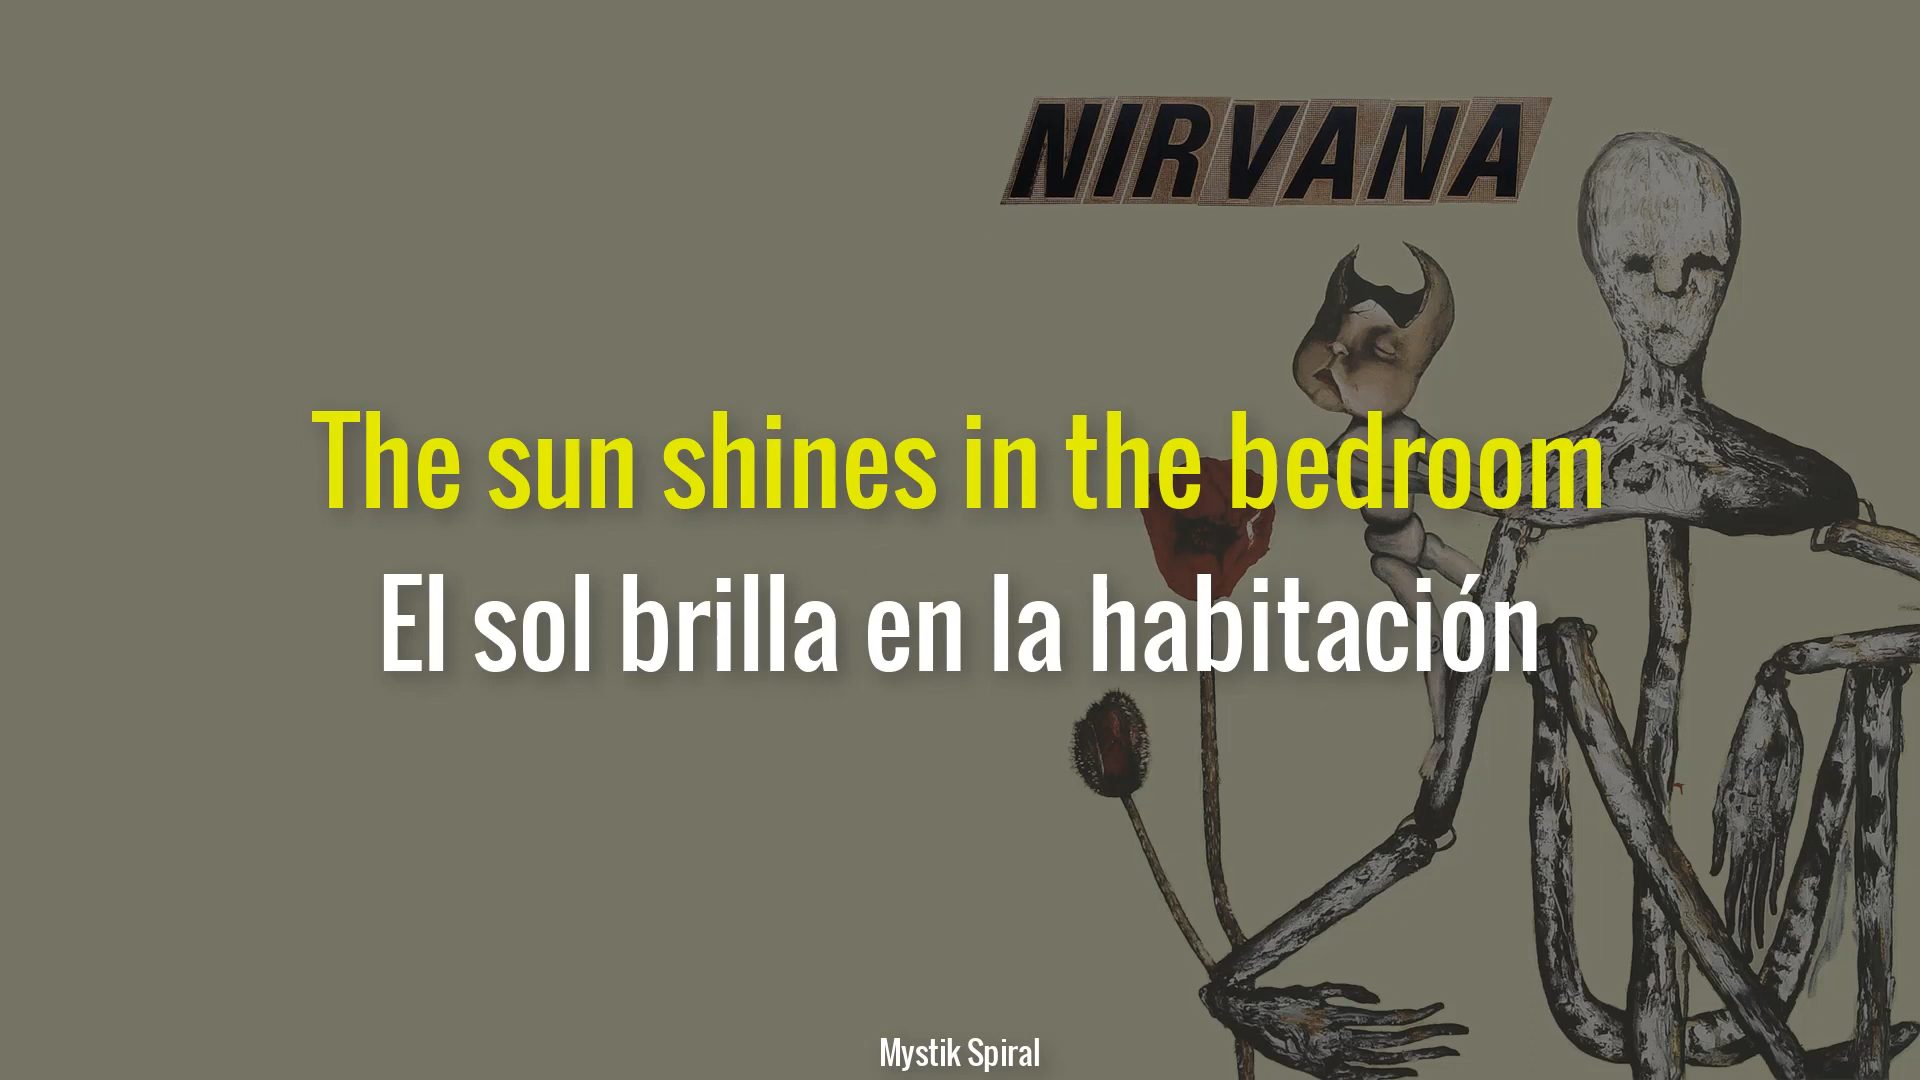 NIRVANA
The sun shines in the bedroom
El sol brilla en la habitación
Mystik Spiral